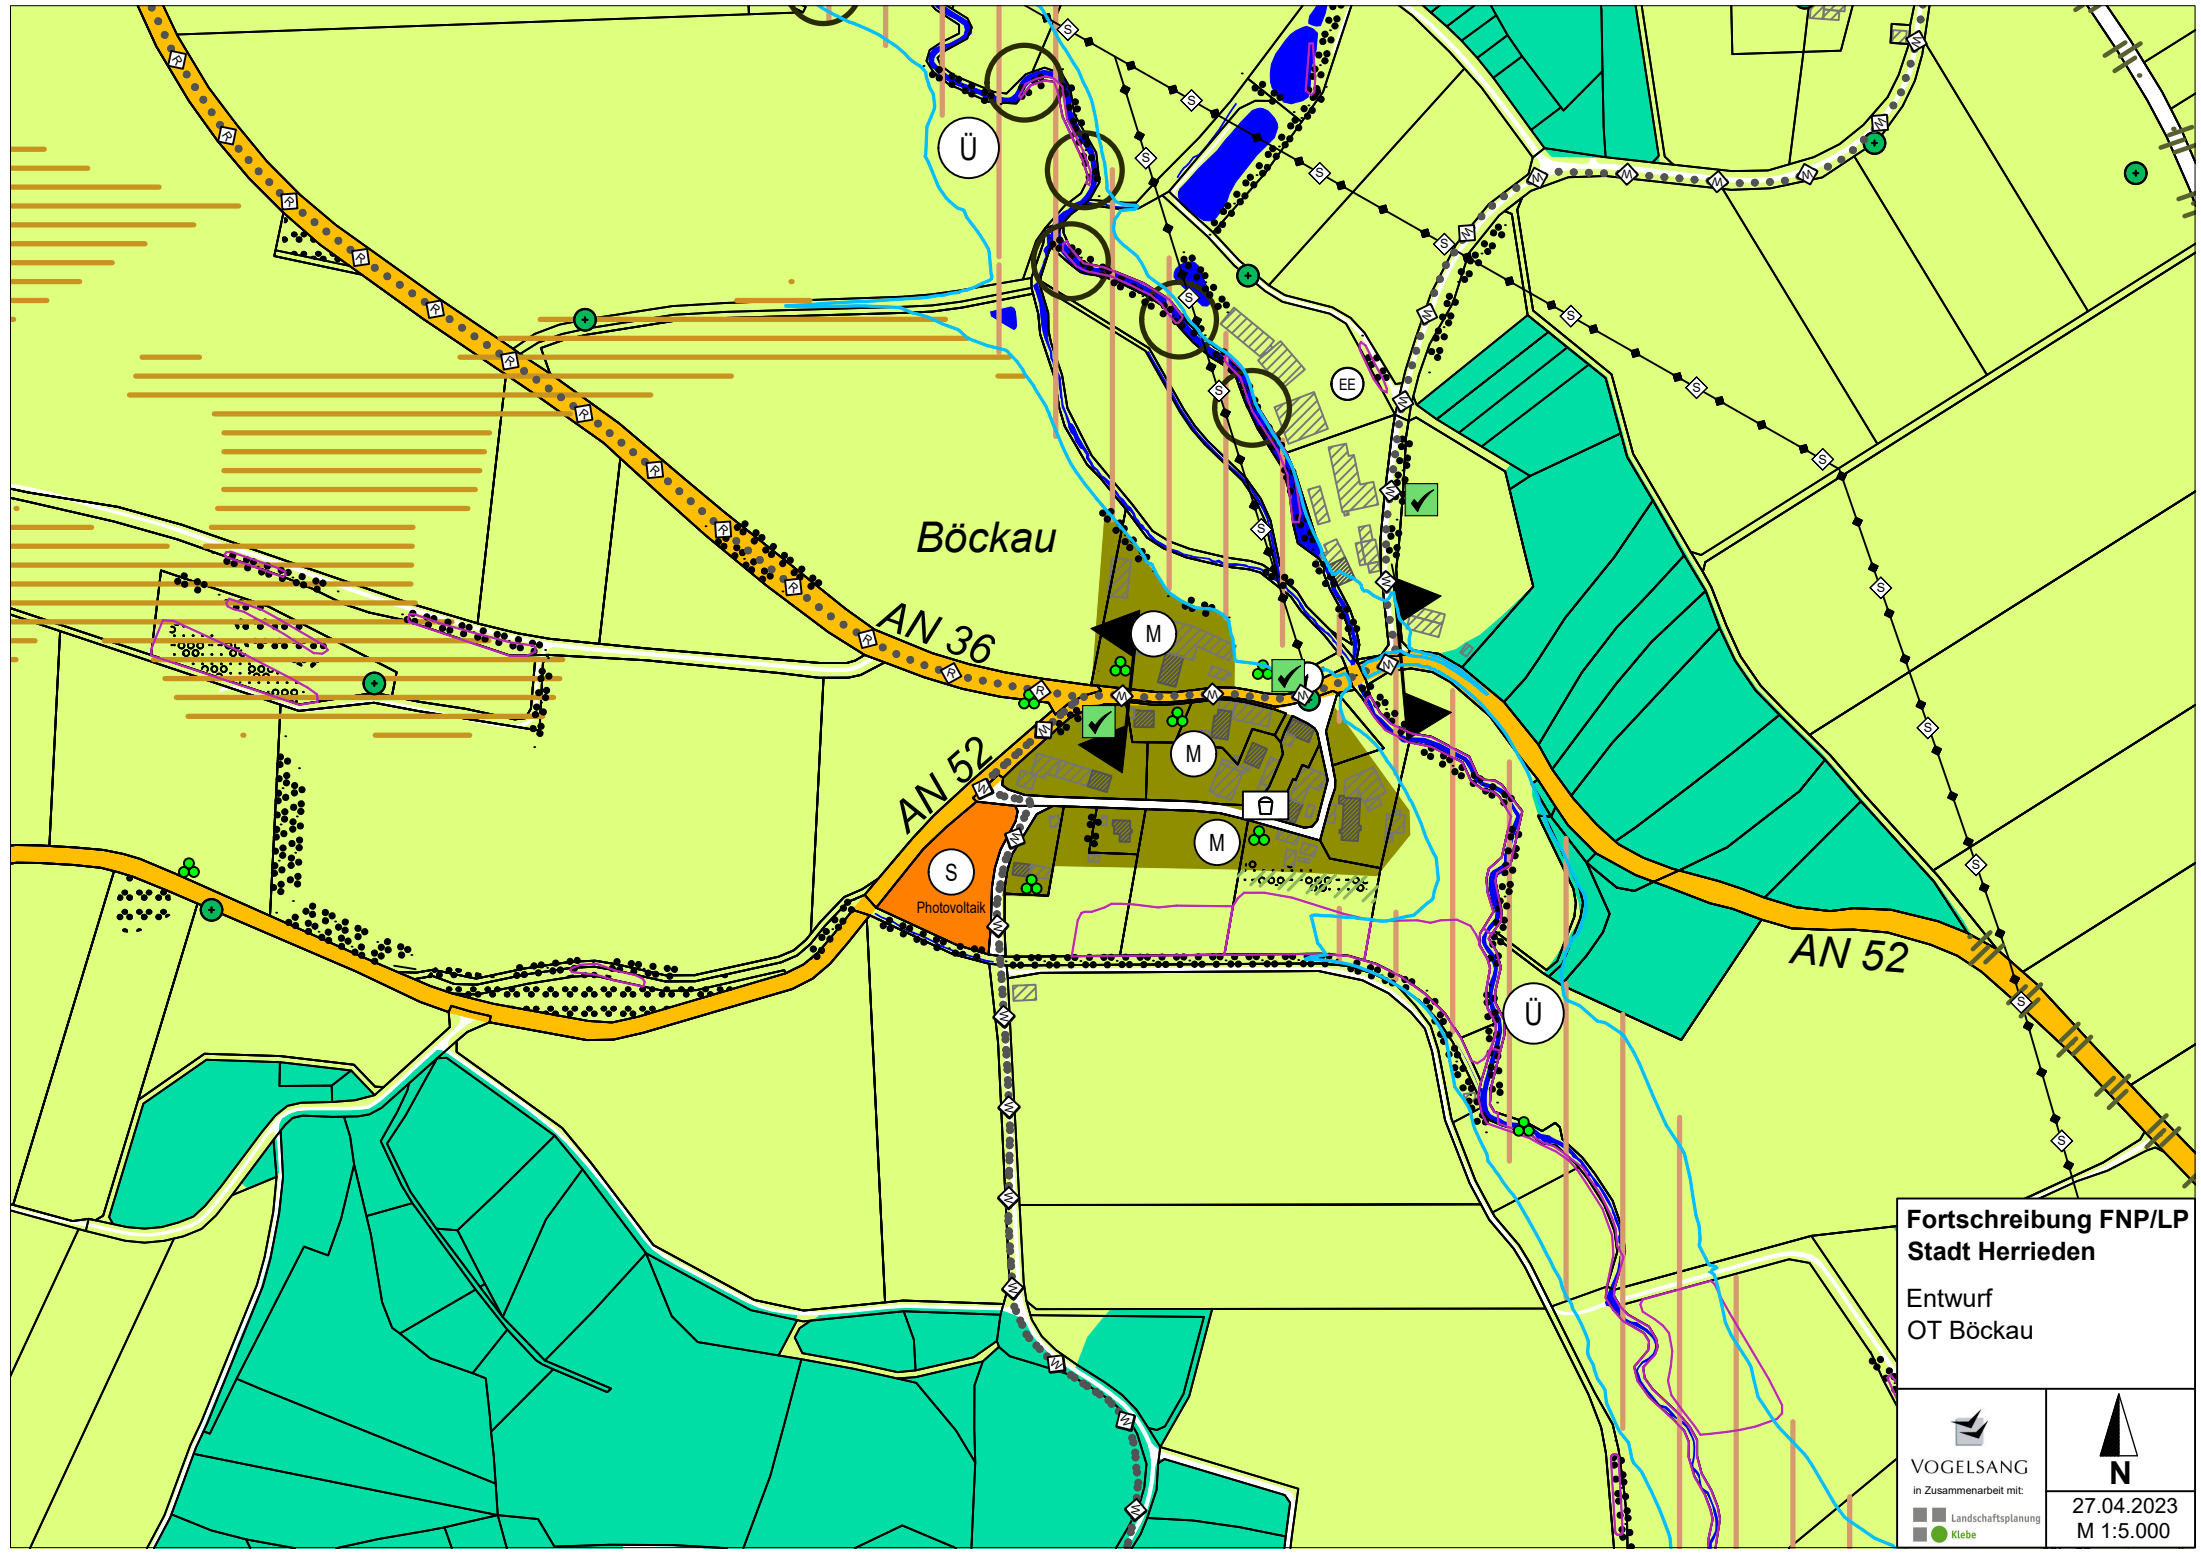 Ü
EE
Böckau
AN 36
M
M
AN 52
M
S
Photovoltaik
AN 52
Ü
Fortschreibung FNP/LP
Stadt Herrieden
Entwurf
OT Böckau
VOGELSANG
in Zusammenarbeit mit:
Landschaftsplanung
Klebe
N
27.04.2023
M 1:5.000